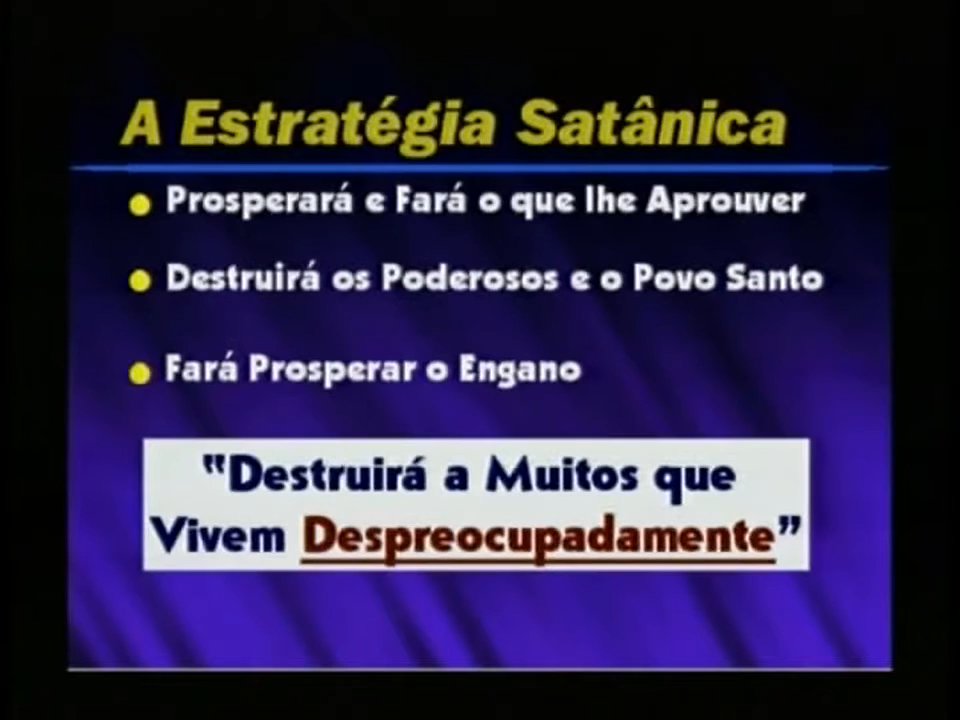 A Estratégia Satânica
Prosperará e Fará o que lhe Aprouver
Destruirá os Poderosos e o Povo Santo
Fará Prosperar o Engano
"Destruirá a Muitos que
Vivem Despreocupadamente"